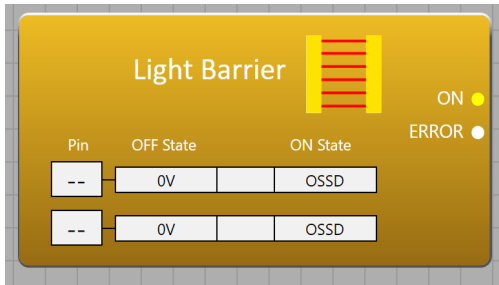 Light Barrier
ON
ERROR
Pin OFF State ON State
-- 0V OSSD
-- 0V OSSD